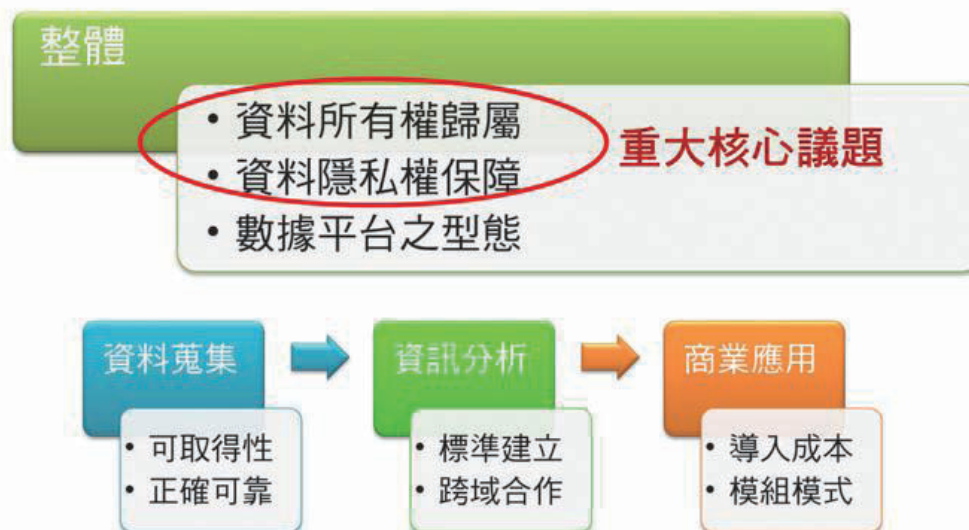 整體
• 資料所有權歸屬
• 資料隱私權保障
重大核心議題
• 數據平台之型態
資料蒐集
• 可取得性
• 正確可靠
資訊分析
• 標準建立
• 跨域合作
商業應用
• 導入成本
• 模組模式